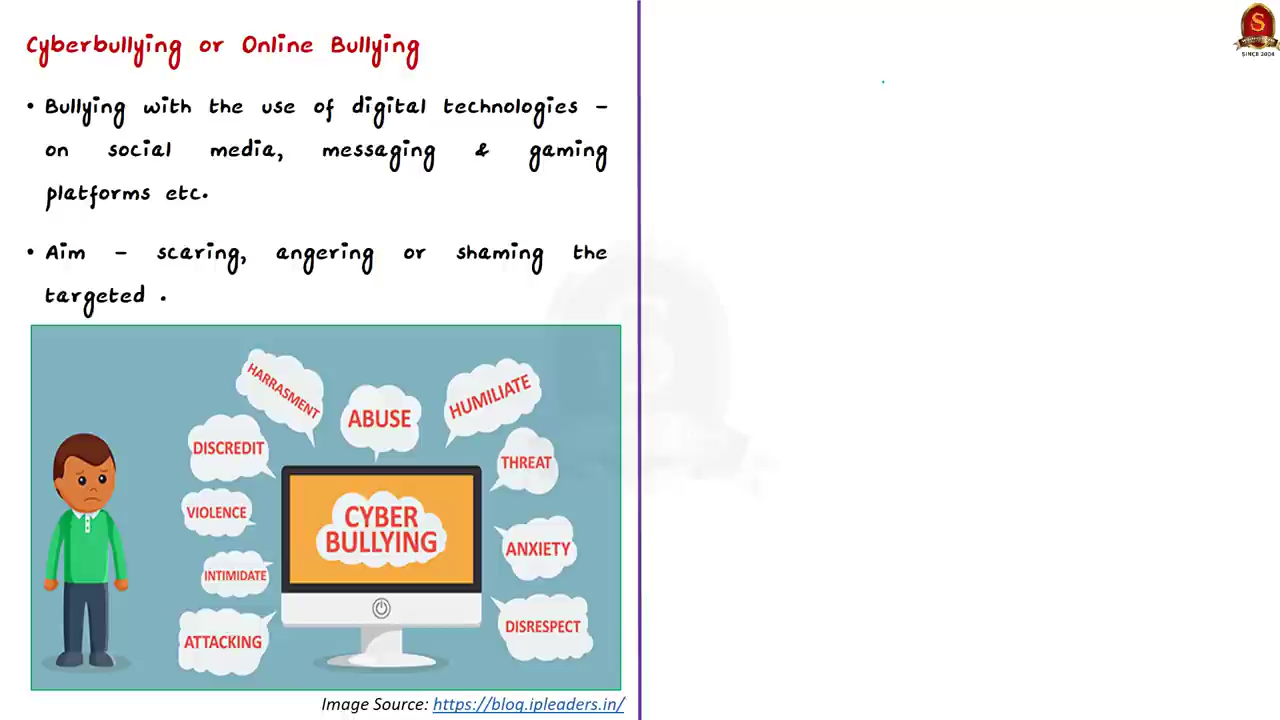 Cyberbullying or Online Bullying
• Bullying with the use of digital technologies –
on social media, messaging & gaming
platforms etc.
• Aim – scaring, angering or shaming the
targeted .
HARRASMENT
ABUSE
HUMILIATE
DISCREDIT
THREAT
VIOLENCE
CYBER
BULLYING
ANXIETY
INTIMIDATE
ATTACKING
DISRESPECT
Image Source: https://blog.ipleaders.in/
S
SINCE 2004